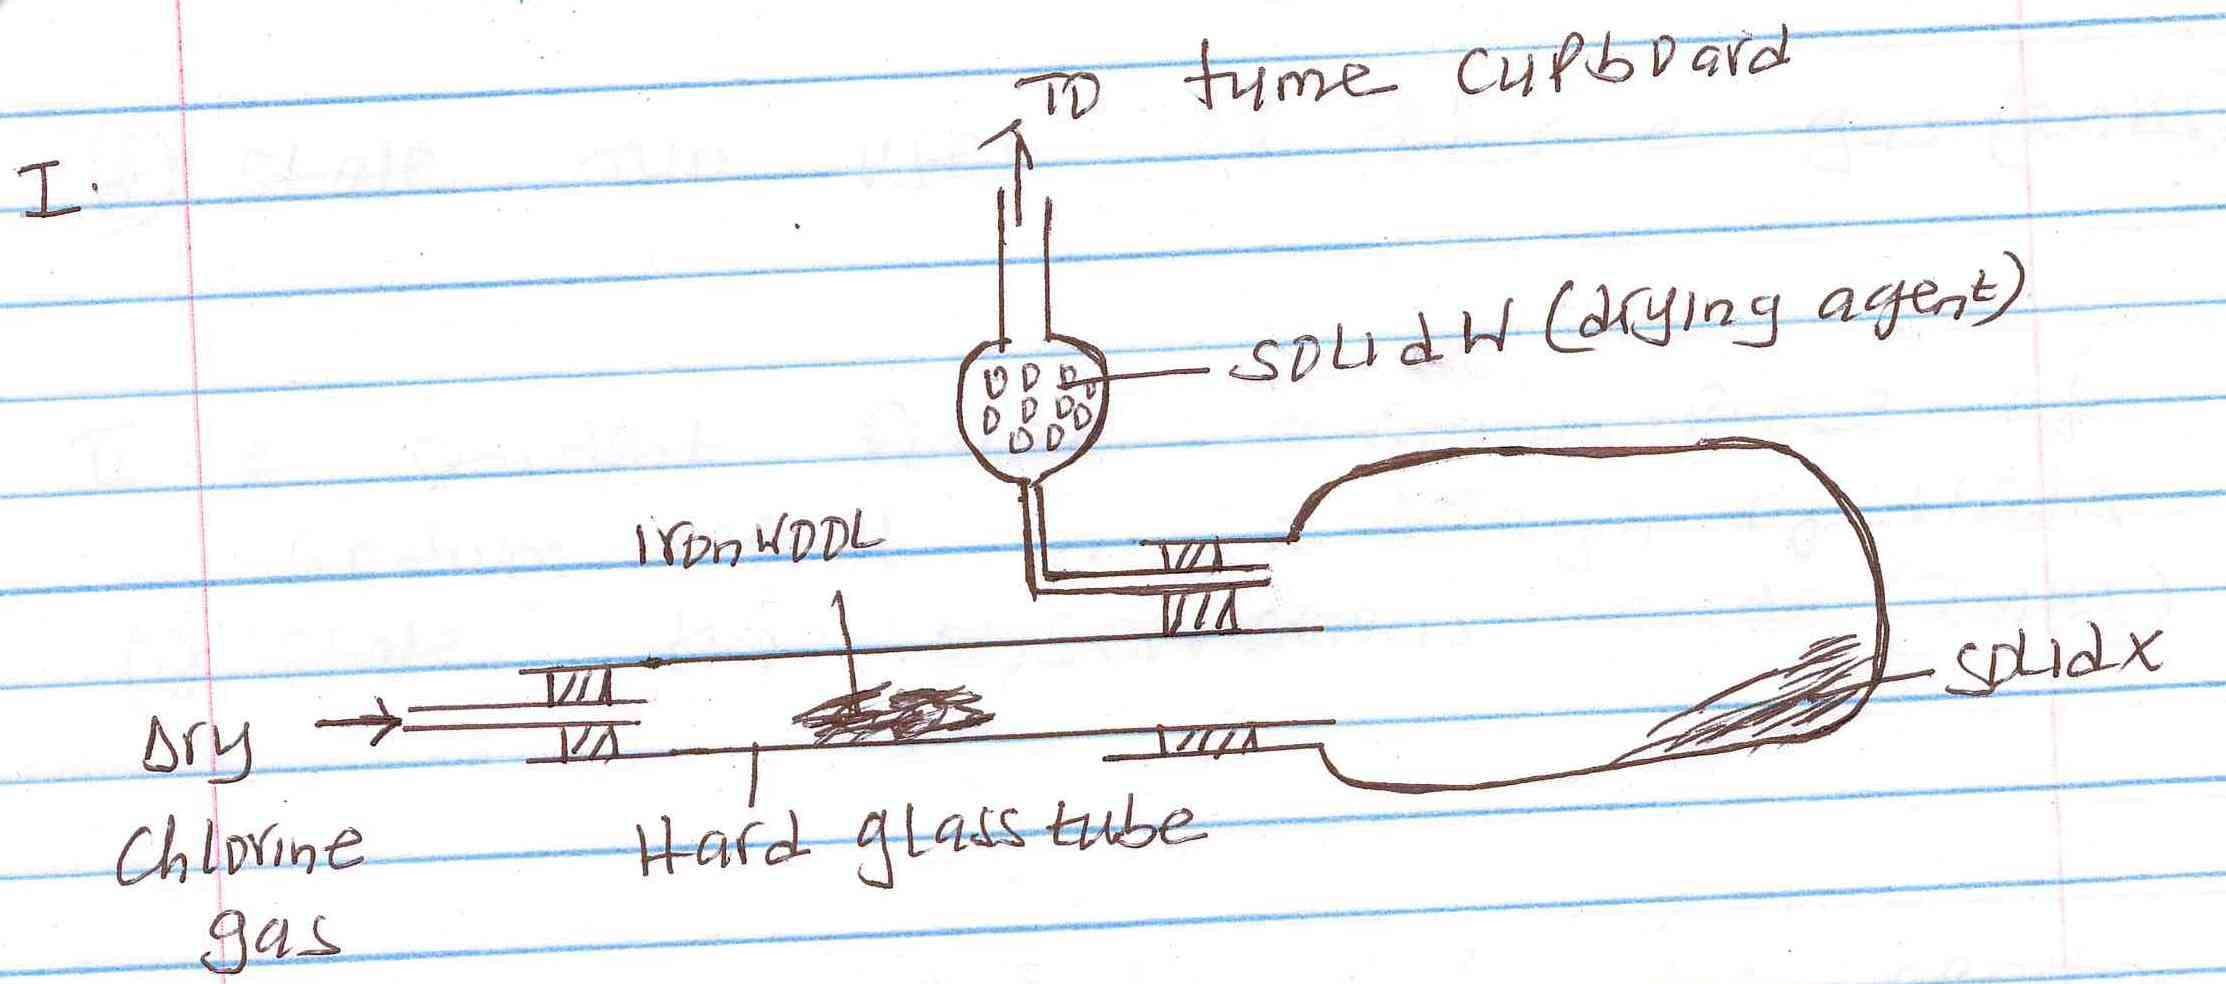 TO fume cupboard
I.
solid W (drying agent)
iron wool
solid X
Dry
Chlorine
gas
Hard glass tube